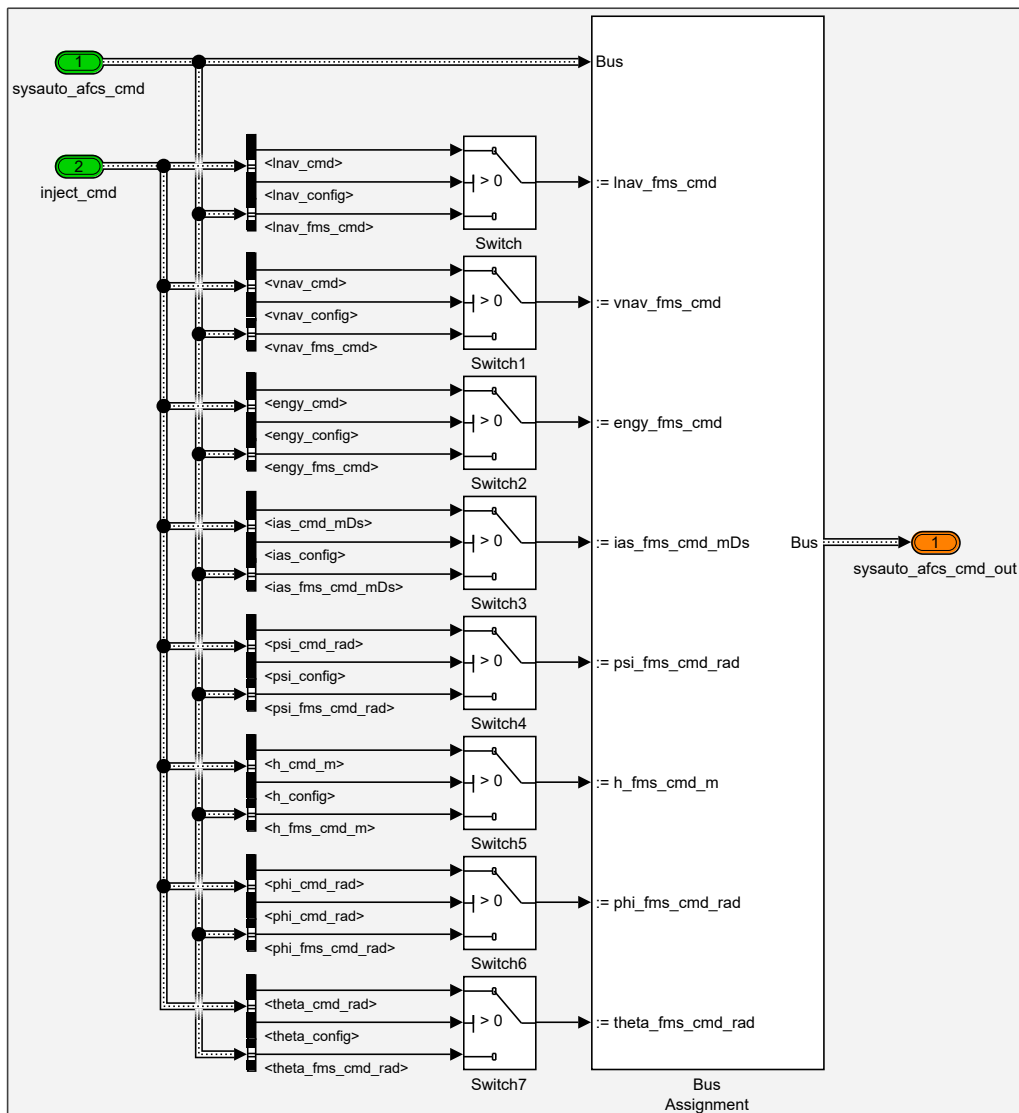 1
sysauto_afcs_cmd
2
inject_cmd
Bus
<lnav_cmd>
<lnav_config>
<lnav_fms_cmd>
> 0
Switch
:= lnav_fms_cmd
<vnav_cmd>
<vnav_config>
<vnav_fms_cmd>
> 0
Switch1
:= vnav_fms_cmd
<engy_cmd>
<engy_config>
<engy_fms_cmd>
> 0
Switch2
:= engy_fms_cmd
<ias_cmd_mDs>
<ias_config>
<ias_fms_cmd_mDs>
> 0
Switch3
:= ias_fms_cmd_mDs
Bus
1
sysauto_afcs_cmd_out
<psi_cmd_rad>
<psi_config>
<psi_fms_cmd_rad>
> 0
Switch4
:= psi_fms_cmd_rad
<h_cmd_m>
<h_config>
<h_fms_cmd_m>
> 0
Switch5
:= h_fms_cmd_m
<phi_cmd_rad>
<phi_cmd_rad>
<phi_fms_cmd_rad>
> 0
Switch6
:= phi_fms_cmd_rad
<theta_cmd_rad>
<theta_config>
<theta_fms_cmd_rad>
> 0
Switch7
:= theta_fms_cmd_rad
Bus
Assignment